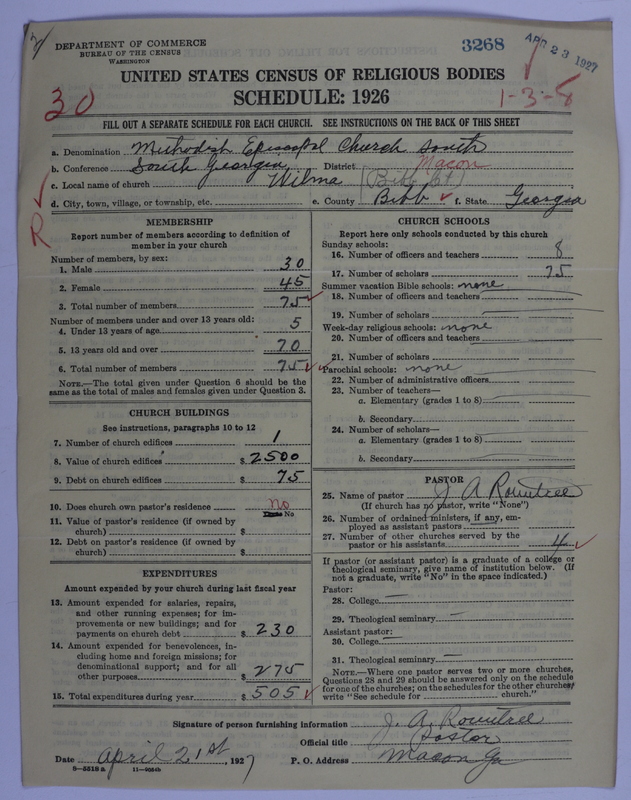 DEPARTMENT OF COMMERCE
BUREAU OF THE CENSUS
WASHINGTON
3268
APR 23 1927
UNITED STATES CENSUS OF RELIGIOUS BODIES
SCHEDULE: 1926
30
1-3-8
FILL OUT A SEPARATE SCHEDULE FOR EACH CHURCH. SEE INSTRUCTIONS ON THE BACK OF THIS SHEET
a. Denomination Methodist Episcopal Church South
b. Conference South Georgia District Macon
c. Local name of church Wilma (Bibb Ct)
d. City, town, village, or township, etc. e. County Bibb f. State Georgia
R
MEMBERSHIP
Report number of members according to definition of
member in your church
Number of members, by sex:
1. Male 30
2. Female 45
3. Total number of members 75
Number of members under and over 13 years old:
4. Under 13 years of age 5
5. 13 years old and over 70
6. Total number of members 75
NOTE.—The total given under Question 6 should be the
same as the total of males and females given under Question 3.
CHURCH BUILDINGS
See instructions, paragraphs 10 to 12
7. Number of church edifices 1
8. Value of church edifices $ 2500
9. Debt on church edifices $ 75
10. Does church own pastor's residence no
No
11. Value of pastor's residence (if owned by
church) $
12. Debt on pastor's residence (if owned by
church) $
EXPENDITURES
Amount expended by your church during last fiscal year
13. Amount expended for salaries, repairs,
and other running expenses; for im-
provements or new buildings; and for
payments on church debt $ 230
14. Amount expended for benevolences, in-
cluding home and foreign missions; for
denominational support; and for all
other purposes $ 275
15. Total expenditures during year $ 505
CHURCH SCHOOLS
Report here only schools conducted by this church
Sunday schools:
16. Number of officers and teachers 8
17. Number of scholars 75
Summer vacation Bible schools: none
18. Number of officers and teachers
19. Number of scholars
Week-day religious schools: none
20. Number of officers and teachers
21. Number of scholars
Parochial schools: none
22. Number of administrative officers
23. Number of teachers—
a. Elementary (grades 1 to 8)
b. Secondary
24. Number of scholars—
a. Elementary (grades 1 to 8)
b. Secondary
PASTOR
25. Name of pastor J A Rountree
(If church has no pastor, write "None")
26. Number of ordained ministers, if any, em-
ployed as assistant pastors
27. Number of other churches served by the
pastor or his assistants 4
If pastor (or assistant pastor) is a graduate of a college or
theological seminary, give name of institution below. (If
not a graduate, write "No" in the space indicated.)
Pastor:
28. College —
29. Theological seminary —
Assistant pastor:
30. College —
31. Theological seminary —
NOTE.—Where one pastor serves two or more churches,
Questions 28 and 29 should be answered only on the schedule
for one of the churches; on the schedules for the other churches
write "See schedule for church."
Signature of person furnishing information J. A. Rountree
Official title Pastor
Date April 21st, 1927 P. O. Address Macon Ga
8—5518a 11—9054b